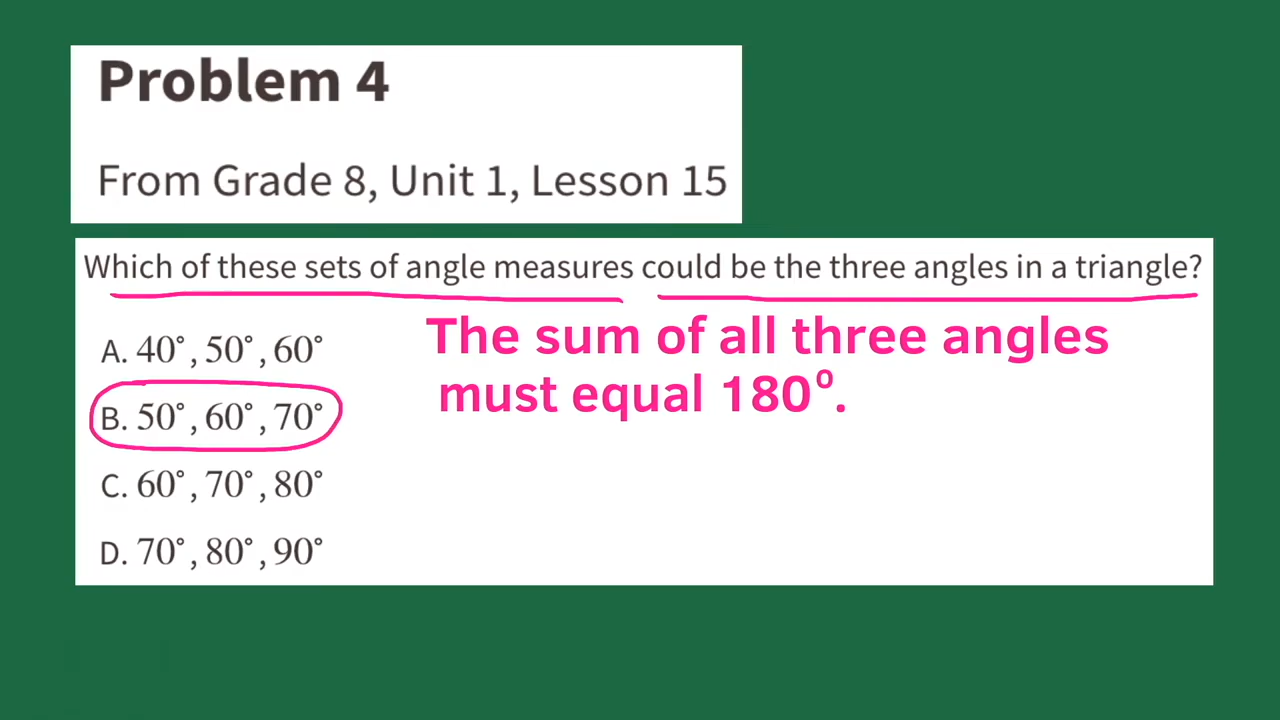 Problem 4
From Grade 8, Unit 1, Lesson 15
Which of these sets of angle measures could be the three angles in a triangle?
The sum of all three angles
must equal 180⁰.
A. 40°, 50°, 60°
B. 50°, 60°, 70°
C. 60°, 70°, 80°
D. 70°, 80°, 90°